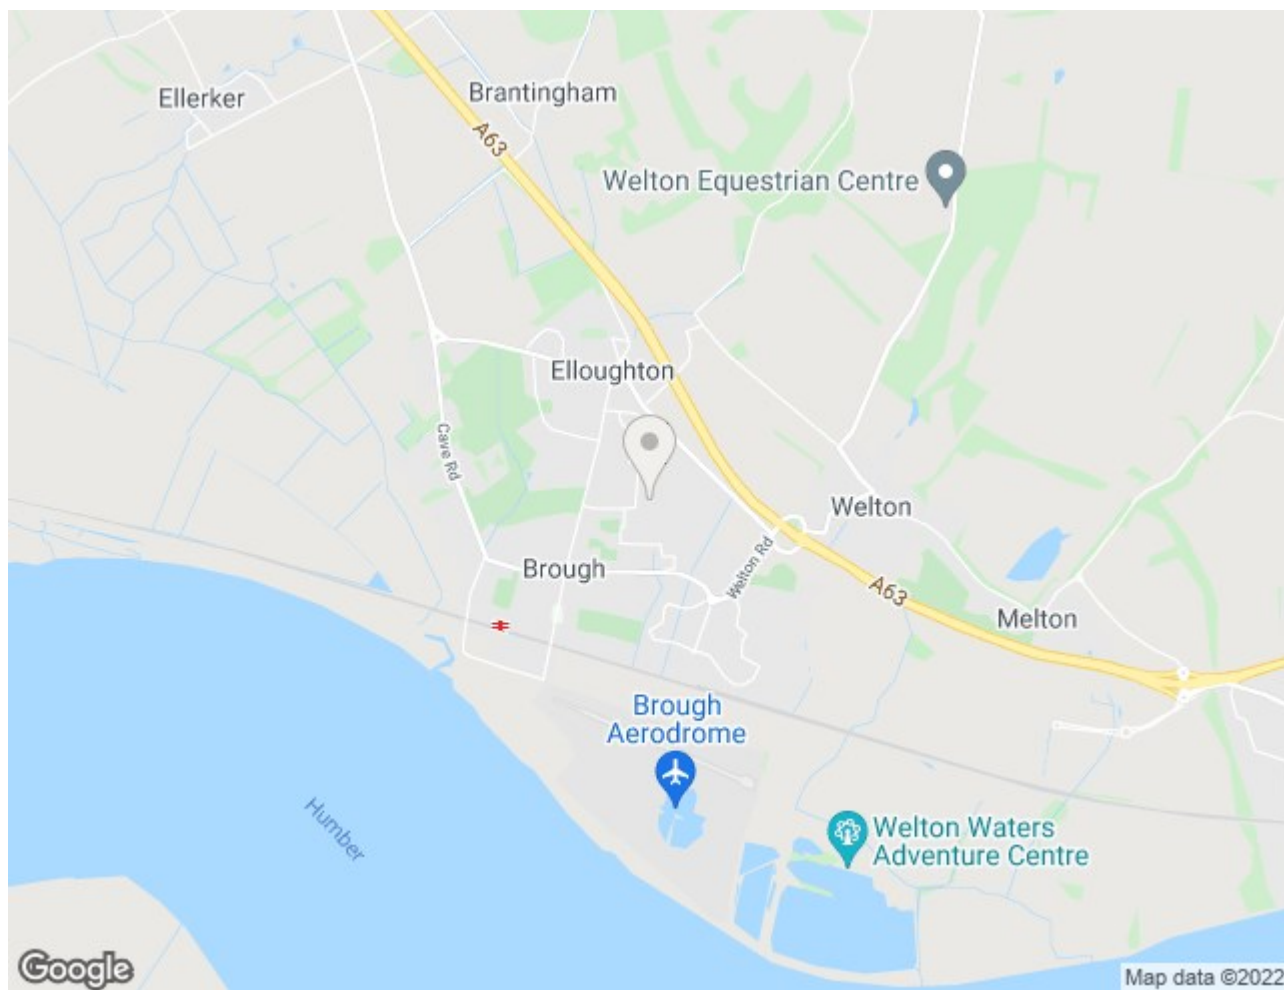 Brantingham
Ellerker
A63
Welton Equestrian Centre
Elloughton
Cave Rd
Welton
Brough
Welton Rd
A63
Melton
Brough
Aerodrome
Humber
Welton Waters
Adventure Centre
Google
Map data ©2022